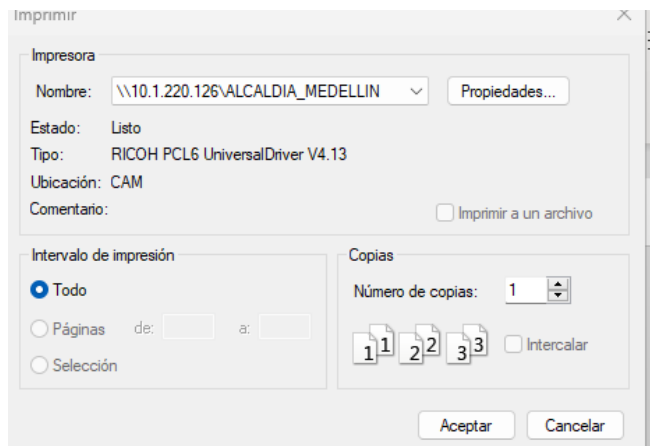 Imprimir
Impresora
Nombre: \\10.1.220.126\ALCALDIA_MEDELLIN Propiedades...
Estado: Listo
Tipo: RICOH PCL6 UniversalDriver V4.13
Ubicación: CAM
Comentario: Imprimir a un archivo
Intervalo de impresión
Todo
Páginas de: a:
Selección
Copias
Número de copias: 1
1 1 2 2 3 3 Intercalar
Aceptar Cancelar